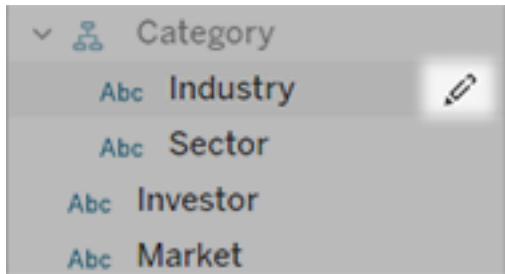 Category
Abc Industry
Abc Sector
Abc Investor
Abc Market